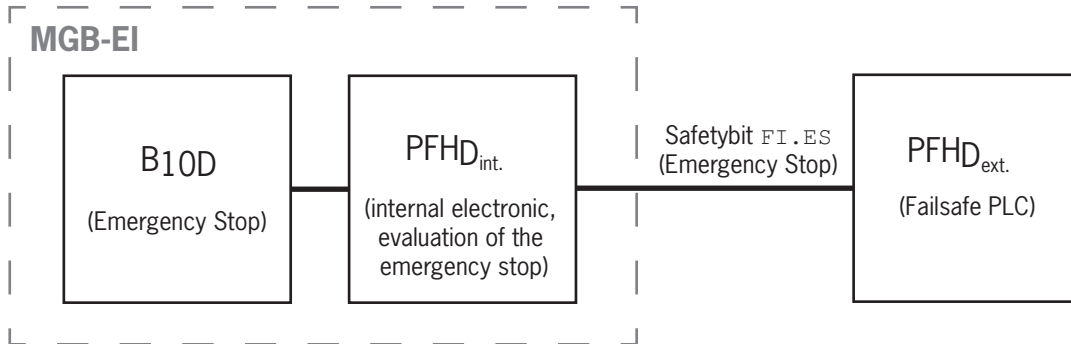 MGB-EI
B10D
(Emergency Stop)
PFHDint.
(internal electronic,
evaluation of the
emergency stop)
Safetybit FI.ES
(Emergency Stop)
PFHDext.
(Failsafe PLC)